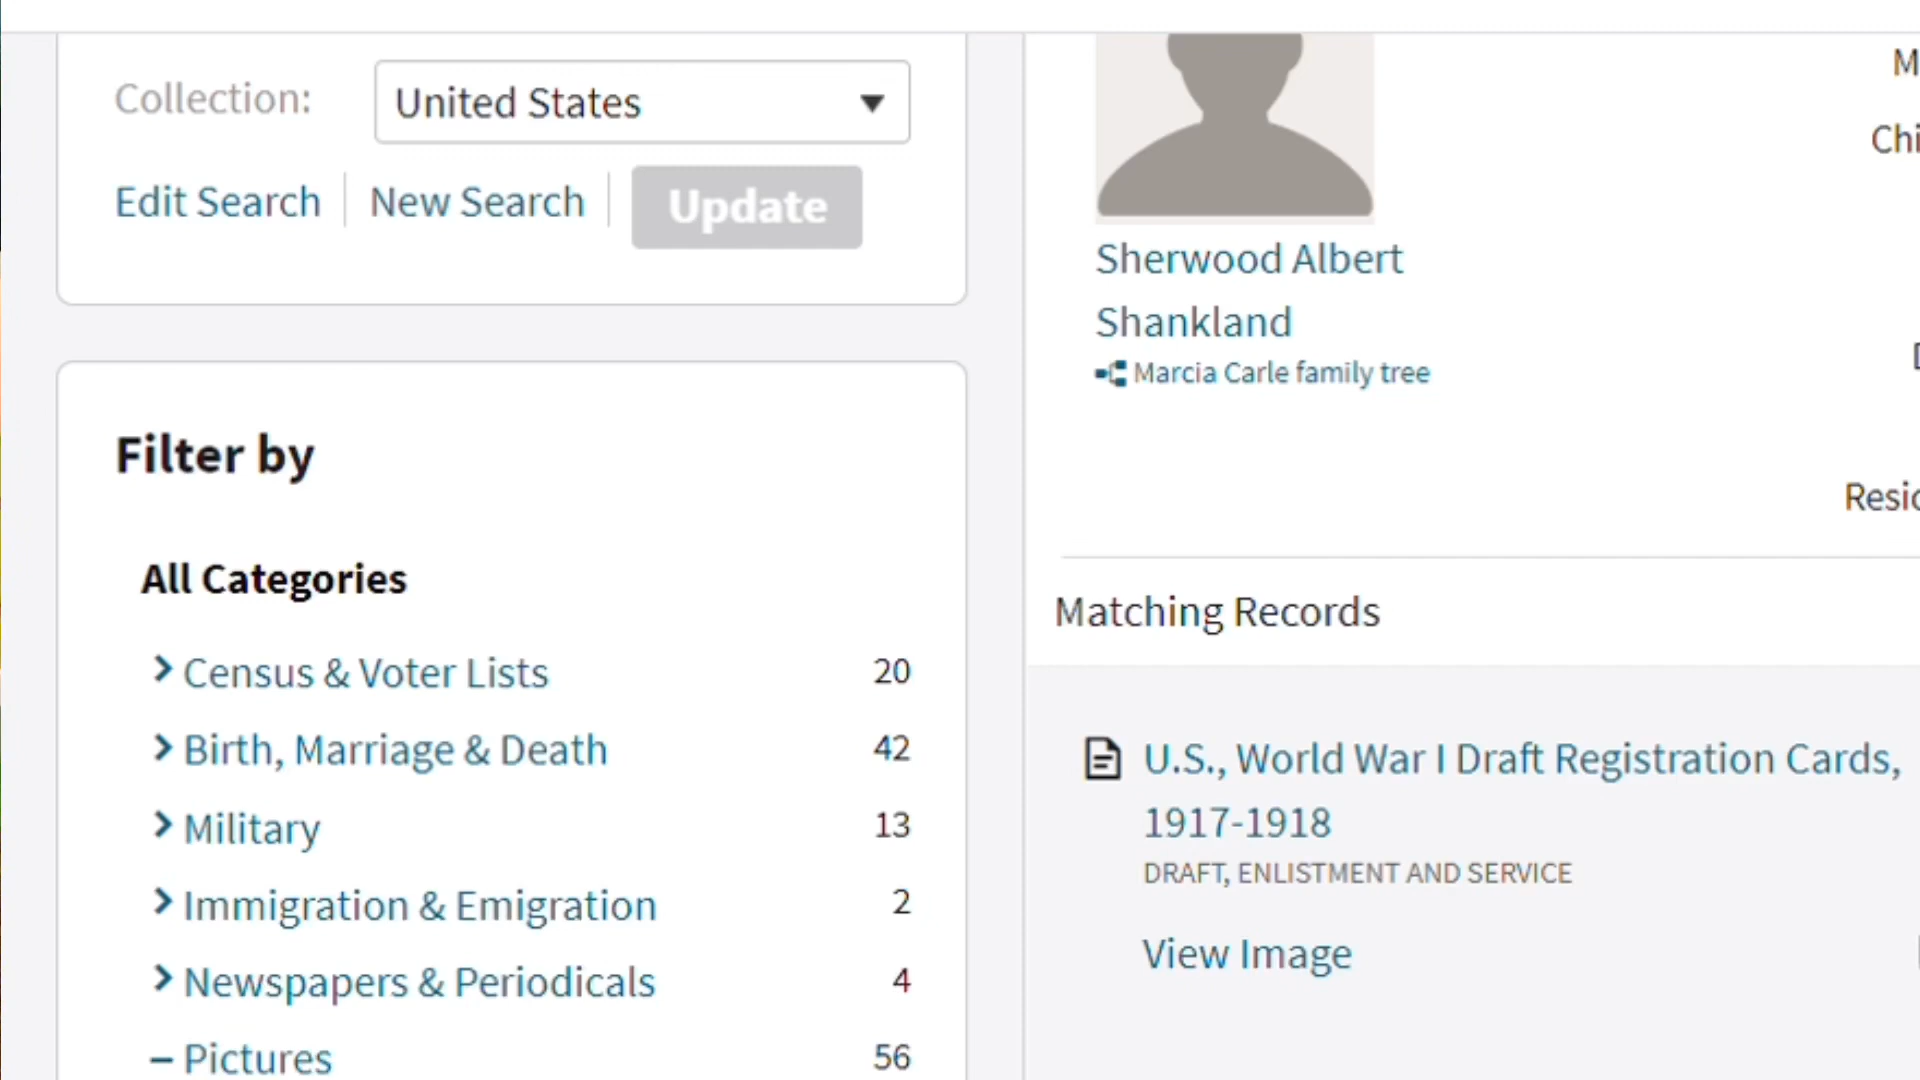 Collection:
United States
Edit Search
New Search
Update
Filter by
All Categories
Census & Voter Lists 20
Birth, Marriage & Death 42
Military 13
Immigration & Emigration 2
Newspapers & Periodicals 4
Pictures 56
Sherwood Albert
Shankland
Marcia Carle family tree
Matching Records
U.S., World War I Draft Registration Cards,
1917-1918
DRAFT, ENLISTMENT AND SERVICE
View Image